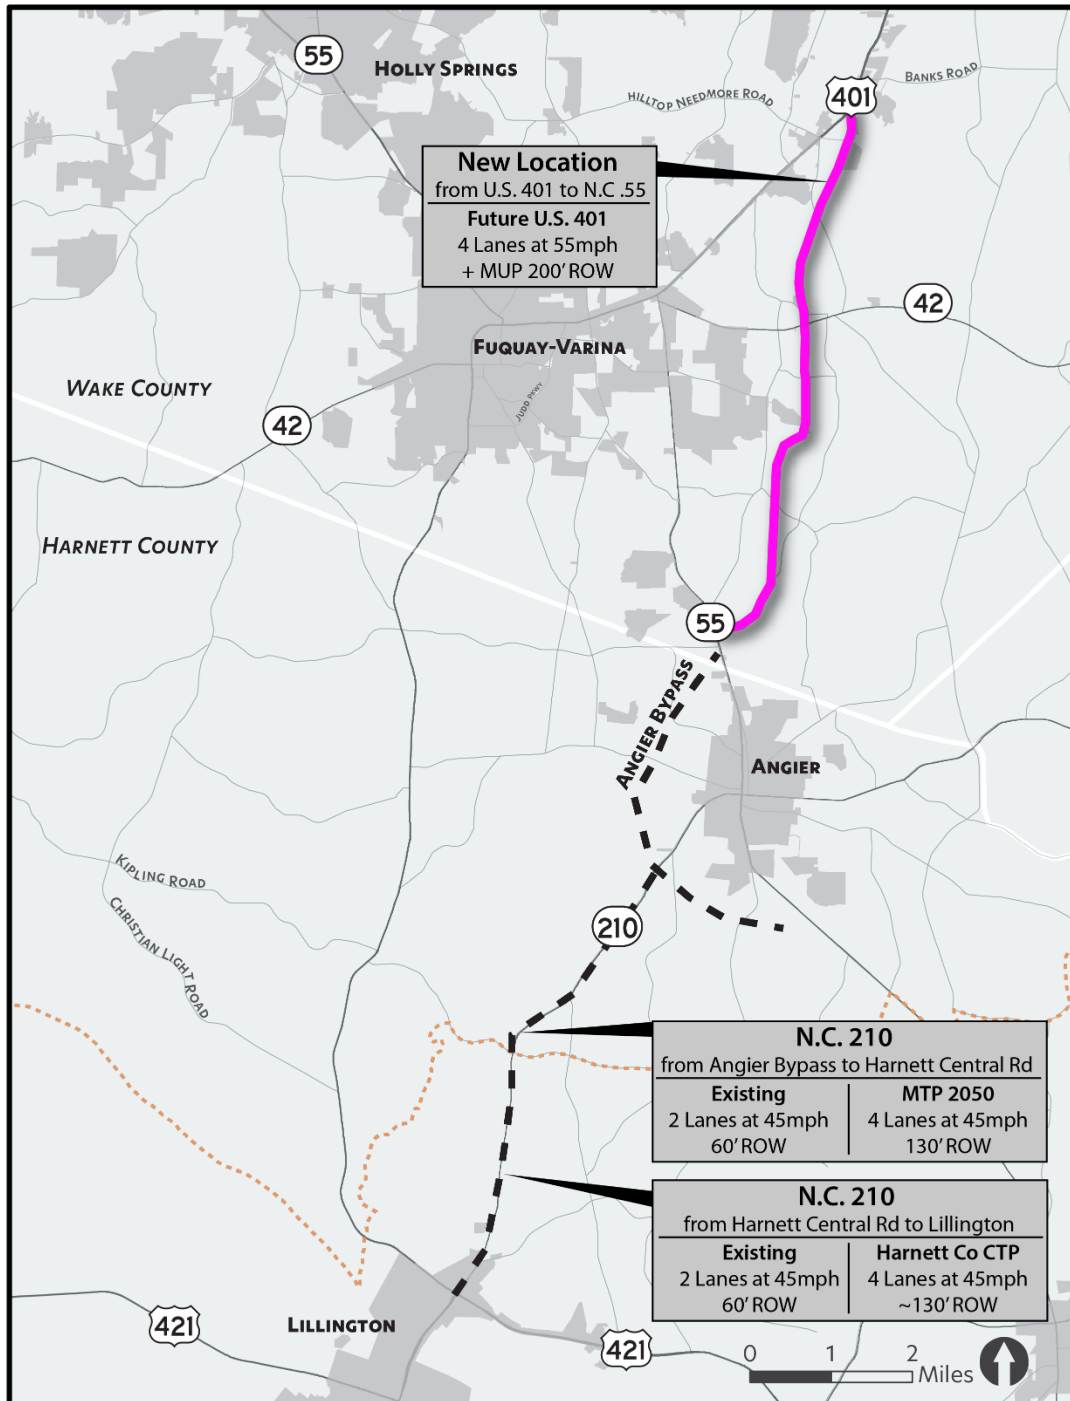 55
HOLLY SPRINGS
BANKS ROAD
HILLTOP NEEDMORE ROAD
401
New Location
from U.S. 401 to N.C .55
Future U.S. 401
4 Lanes at 55mph
+ MUP 200' ROW
42
FUQUAY-VARINA
WAKE COUNTY
JUDD PKWY
42
HARNETT COUNTY
55
ANGIER BYPASS
ANGIER
KIPLING ROAD
CHRISTIAN LIGHT ROAD
210
N.C. 210
from Angier Bypass to Harnett Central Rd
Existing
2 Lanes at 45mph
60' ROW
MTP 2050
4 Lanes at 45mph
130' ROW
N.C. 210
from Harnett Central Rd to Lillington
Existing
2 Lanes at 45mph
60' ROW
Harnett Co CTP
4 Lanes at 45mph
~130' ROW
LILLINGTON
421
421
0 1 2
Miles